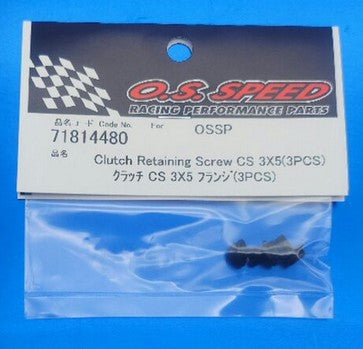 O.S. SPEED
RACING PERFORMANCE PARTS
品名コード Code No. For
71814480 OSSP
品名
Clutch Retaining Screw CS 3X5(3PCS)
クラッチ CS 3X5 フランジ(3PCS)